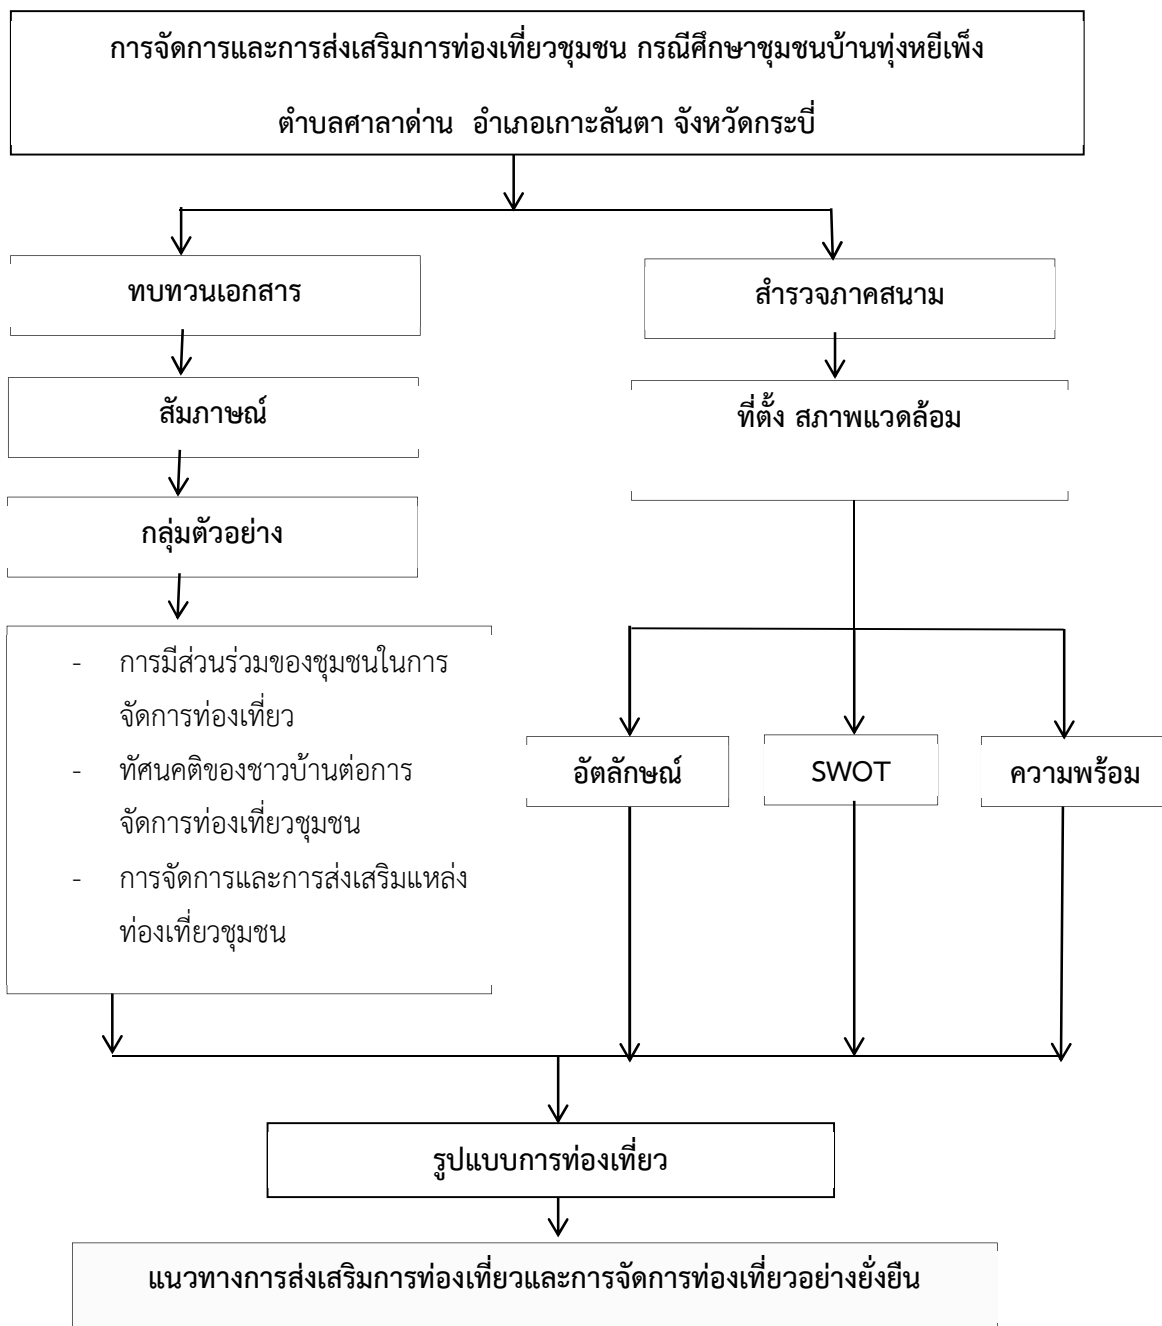 การจัดการและการส่งเสริมการท่องเที่ยวชุมชน กรณีศึกษาชุมชนบ้านทุ่งหยีเพ็ง
ตำบลศาลาด่าน อำเภอเกาะลันตา จังหวัดกระบี่
ทบทวนเอกสาร
สำรวจภาคสนาม
สัมภาษณ์
ที่ตั้ง สภาพแวดล้อม
กลุ่มตัวอย่าง
- การมีส่วนร่วมของชุมชนในการ
จัดการท่องเที่ยว
- ทัศนคติของชาวบ้านต่อการ
จัดการท่องเที่ยวชุมชน
- การจัดการและการส่งเสริมแหล่ง
ท่องเที่ยวชุมชน
อัตลักษณ์
SWOT
ความพร้อม
รูปแบบการท่องเที่ยว
แนวทางการส่งเสริมการท่องเที่ยวและการจัดการท่องเที่ยวอย่างยั่งยืน